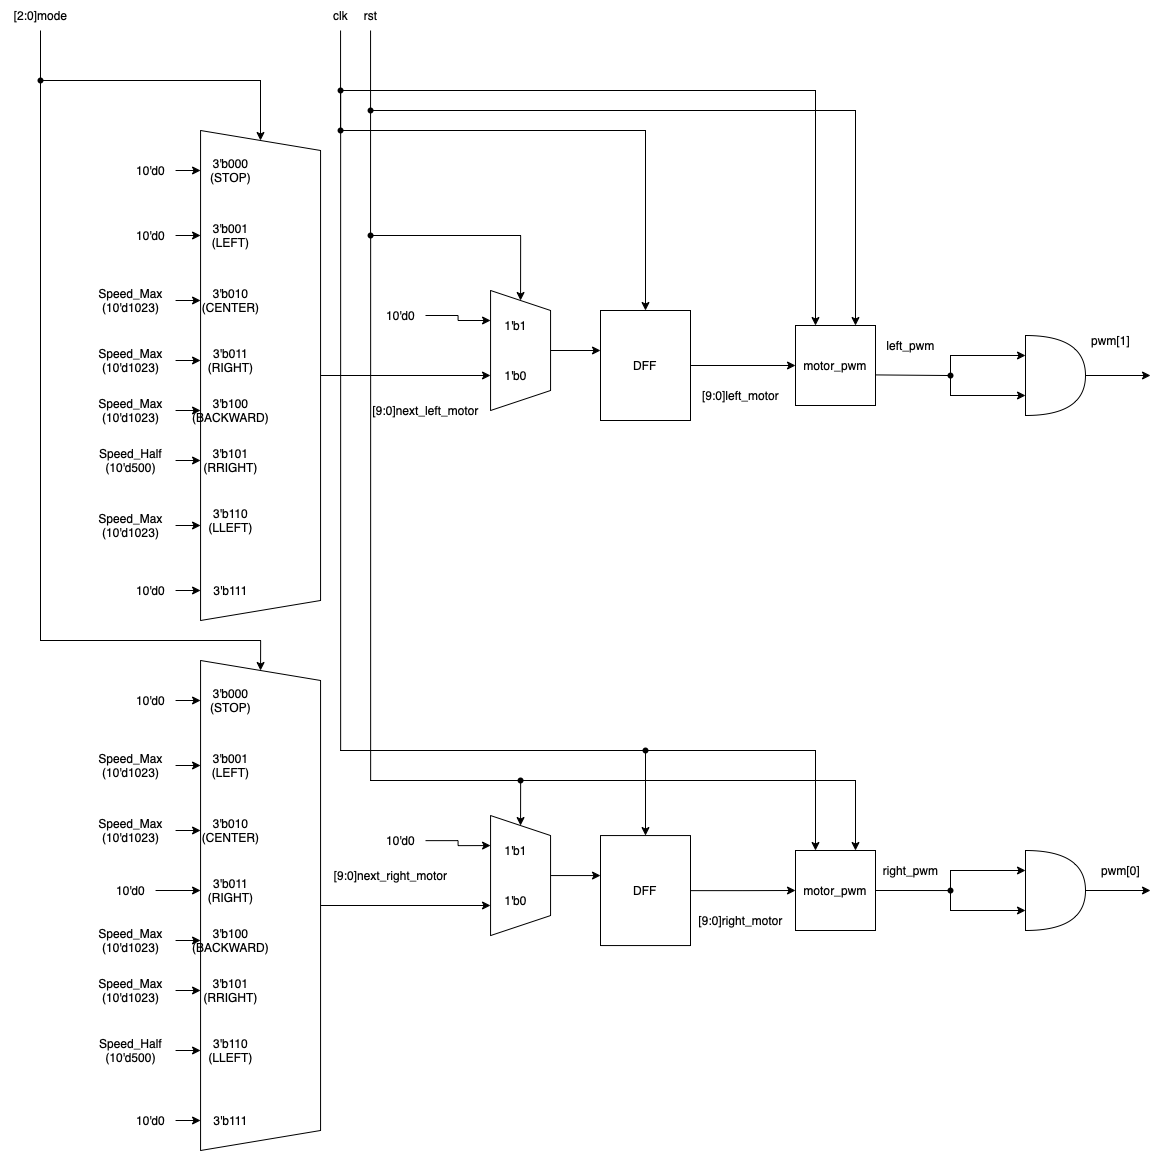 [2:0]mode
clk
rst
10'd0
3'b000
(STOP)
10'd0
3'b001
(LEFT)
Speed_Max
(10'd1023)
3'b010
(CENTER)
Speed_Max
(10'd1023)
3'b011
(RIGHT)
Speed_Max
(10'd1023)
3'b100
(BACKWARD)
Speed_Half
(10'd500)
3'b101
(RRIGHT)
Speed_Max
(10'd1023)
3'b110
(LLEFT)
10'd0
3'b111
10'd0
1'b1
1'b0
[9:0]next_left_motor
DFF
[9:0]left_motor
motor_pwm
left_pwm
pwm[1]
10'd0
3'b000
(STOP)
Speed_Max
(10'd1023)
3'b001
(LEFT)
Speed_Max
(10'd1023)
3'b010
(CENTER)
10'd0
3'b011
(RIGHT)
Speed_Max
(10'd1023)
3'b100
(BACKWARD)
Speed_Max
(10'd1023)
3'b101
(RRIGHT)
Speed_Half
(10'd500)
3'b110
(LLEFT)
10'd0
3'b111
10'd0
1'b1
1'b0
[9:0]next_right_motor
DFF
[9:0]right_motor
motor_pwm
right_pwm
pwm[0]